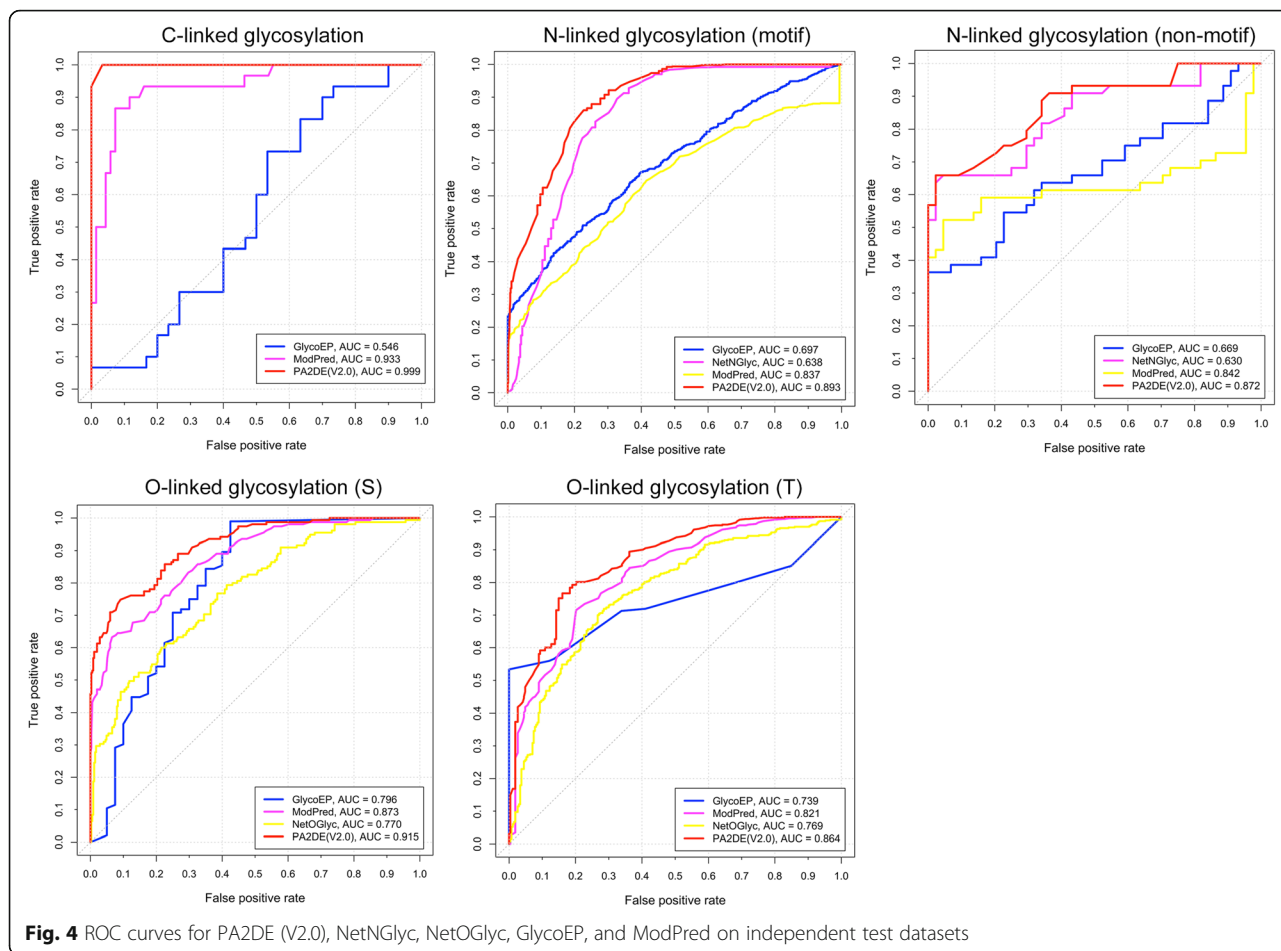 C-linked glycosylation
True positive rate
1.0
0.9
0.8
0.7
0.6
0.5
0.4
0.3
0.2
0.1
0.0
GlycoEP, AUC = 0.546
ModPred, AUC = 0.933
PA2DE(V2.0), AUC = 0.999
0.0 0.1 0.2 0.3 0.4 0.5 0.6 0.7 0.8 0.9 1.0
False positive rate
N-linked glycosylation (motif)
True positive rate
1.0
0.9
0.8
0.7
0.6
0.5
0.4
0.3
0.2
0.1
0.0
GlycoEP, AUC = 0.697
NetNGlyc, AUC = 0.638
ModPred, AUC = 0.837
PA2DE(V2.0), AUC = 0.893
0.0 0.1 0.2 0.3 0.4 0.5 0.6 0.7 0.8 0.9 1.0
False positive rate
N-linked glycosylation (non-motif)
True positive rate
1.0
0.9
0.8
0.7
0.6
0.5
0.4
0.3
0.2
0.1
0.0
GlycoEP, AUC = 0.669
NetNGlyc, AUC = 0.630
ModPred, AUC = 0.842
PA2DE(V2.0), AUC = 0.872
0.0 0.1 0.2 0.3 0.4 0.5 0.6 0.7 0.8 0.9 1.0
False positive rate
O-linked glycosylation (S)
True positive rate
1.0
0.9
0.8
0.7
0.6
0.5
0.4
0.3
0.2
0.1
0.0
GlycoEP, AUC = 0.796
ModPred, AUC = 0.873
NetOGlyc, AUC = 0.770
PA2DE(V2.0), AUC = 0.915
0.0 0.1 0.2 0.3 0.4 0.5 0.6 0.7 0.8 0.9 1.0
False positive rate
O-linked glycosylation (T)
True positive rate
1.0
0.9
0.8
0.7
0.6
0.5
0.4
0.3
0.2
0.1
0.0
GlycoEP, AUC = 0.739
ModPred, AUC = 0.821
NetOGlyc, AUC = 0.769
PA2DE(V2.0), AUC = 0.864
0.0 0.1 0.2 0.3 0.4 0.5 0.6 0.7 0.8 0.9 1.0
False positive rate
Fig. 4 ROC curves for PA2DE (V2.0), NetNGlyc, NetOGlyc, GlycoEP, and ModPred on independent test datasets